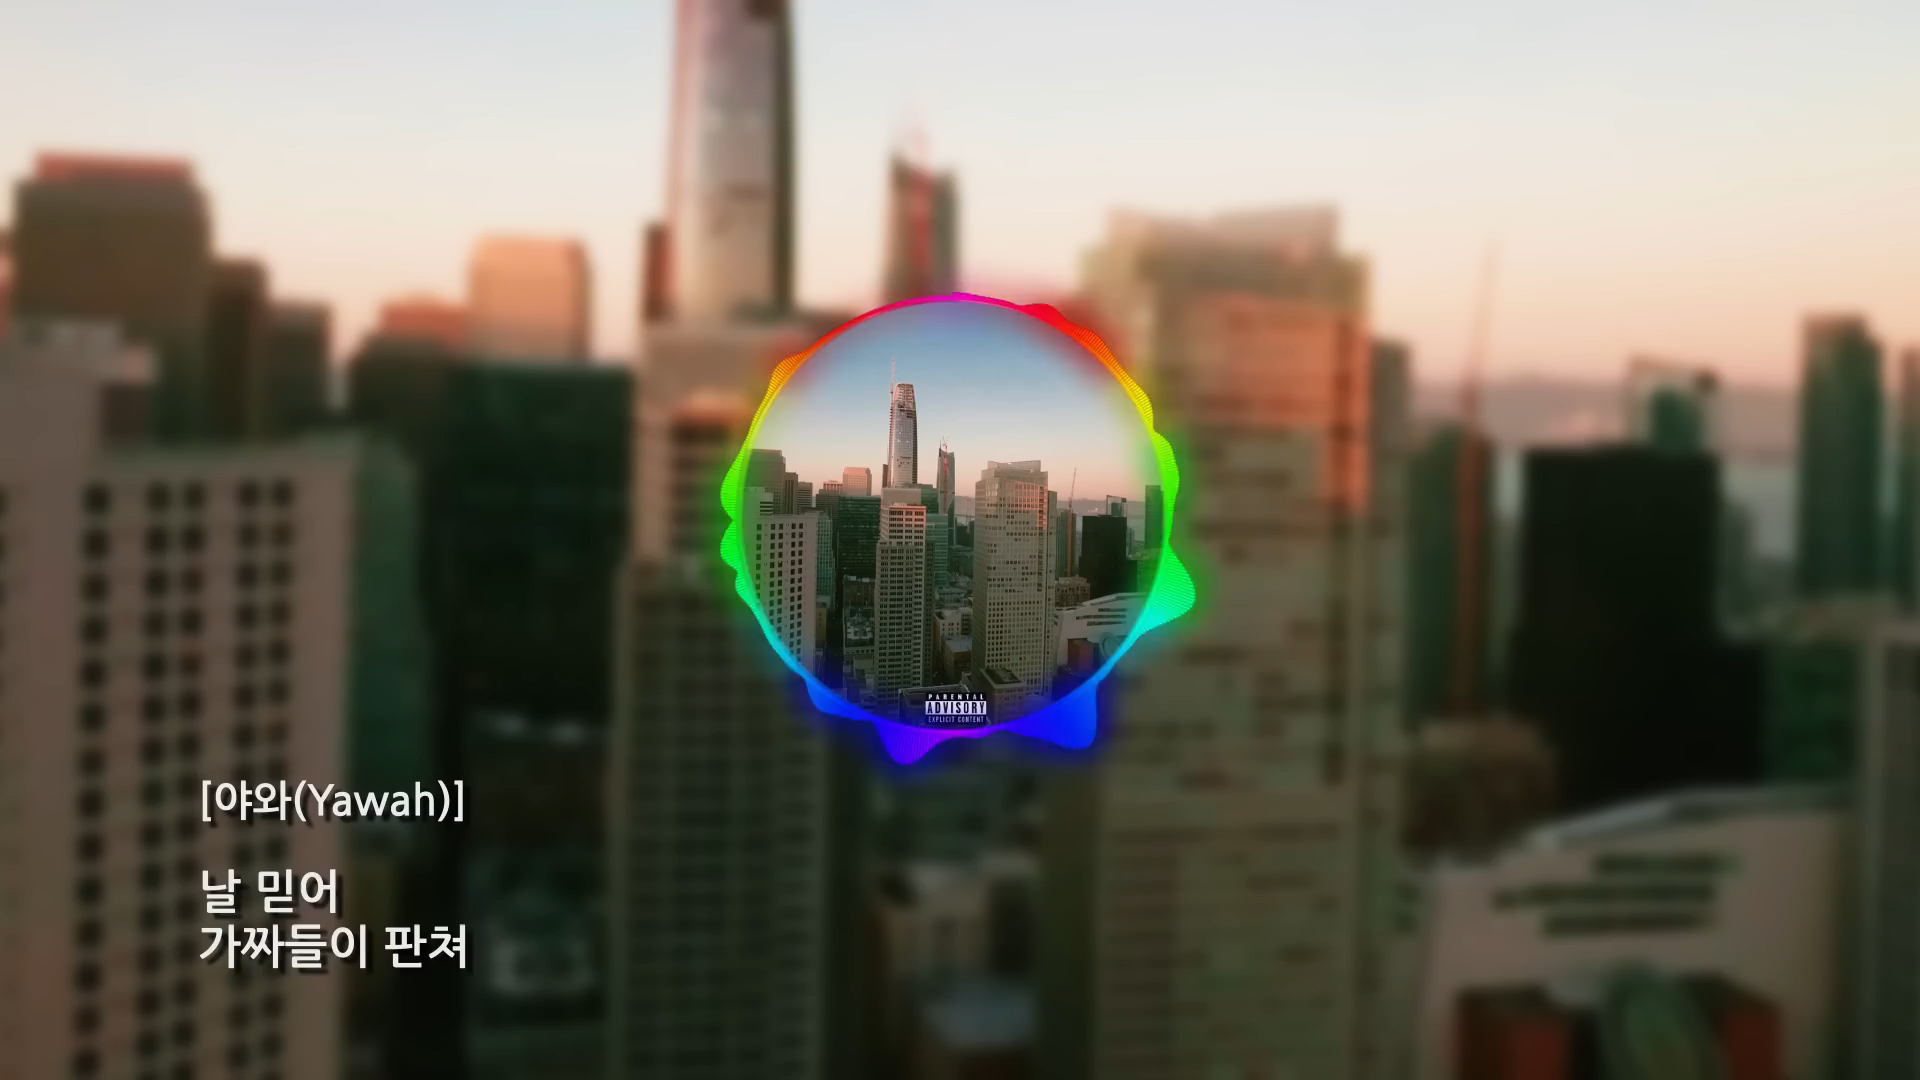 PARENTAL
ADVISORY
EXPLICIT CONTENT
[야와(Yawah)]
날 믿어
가짜들이 판쳐